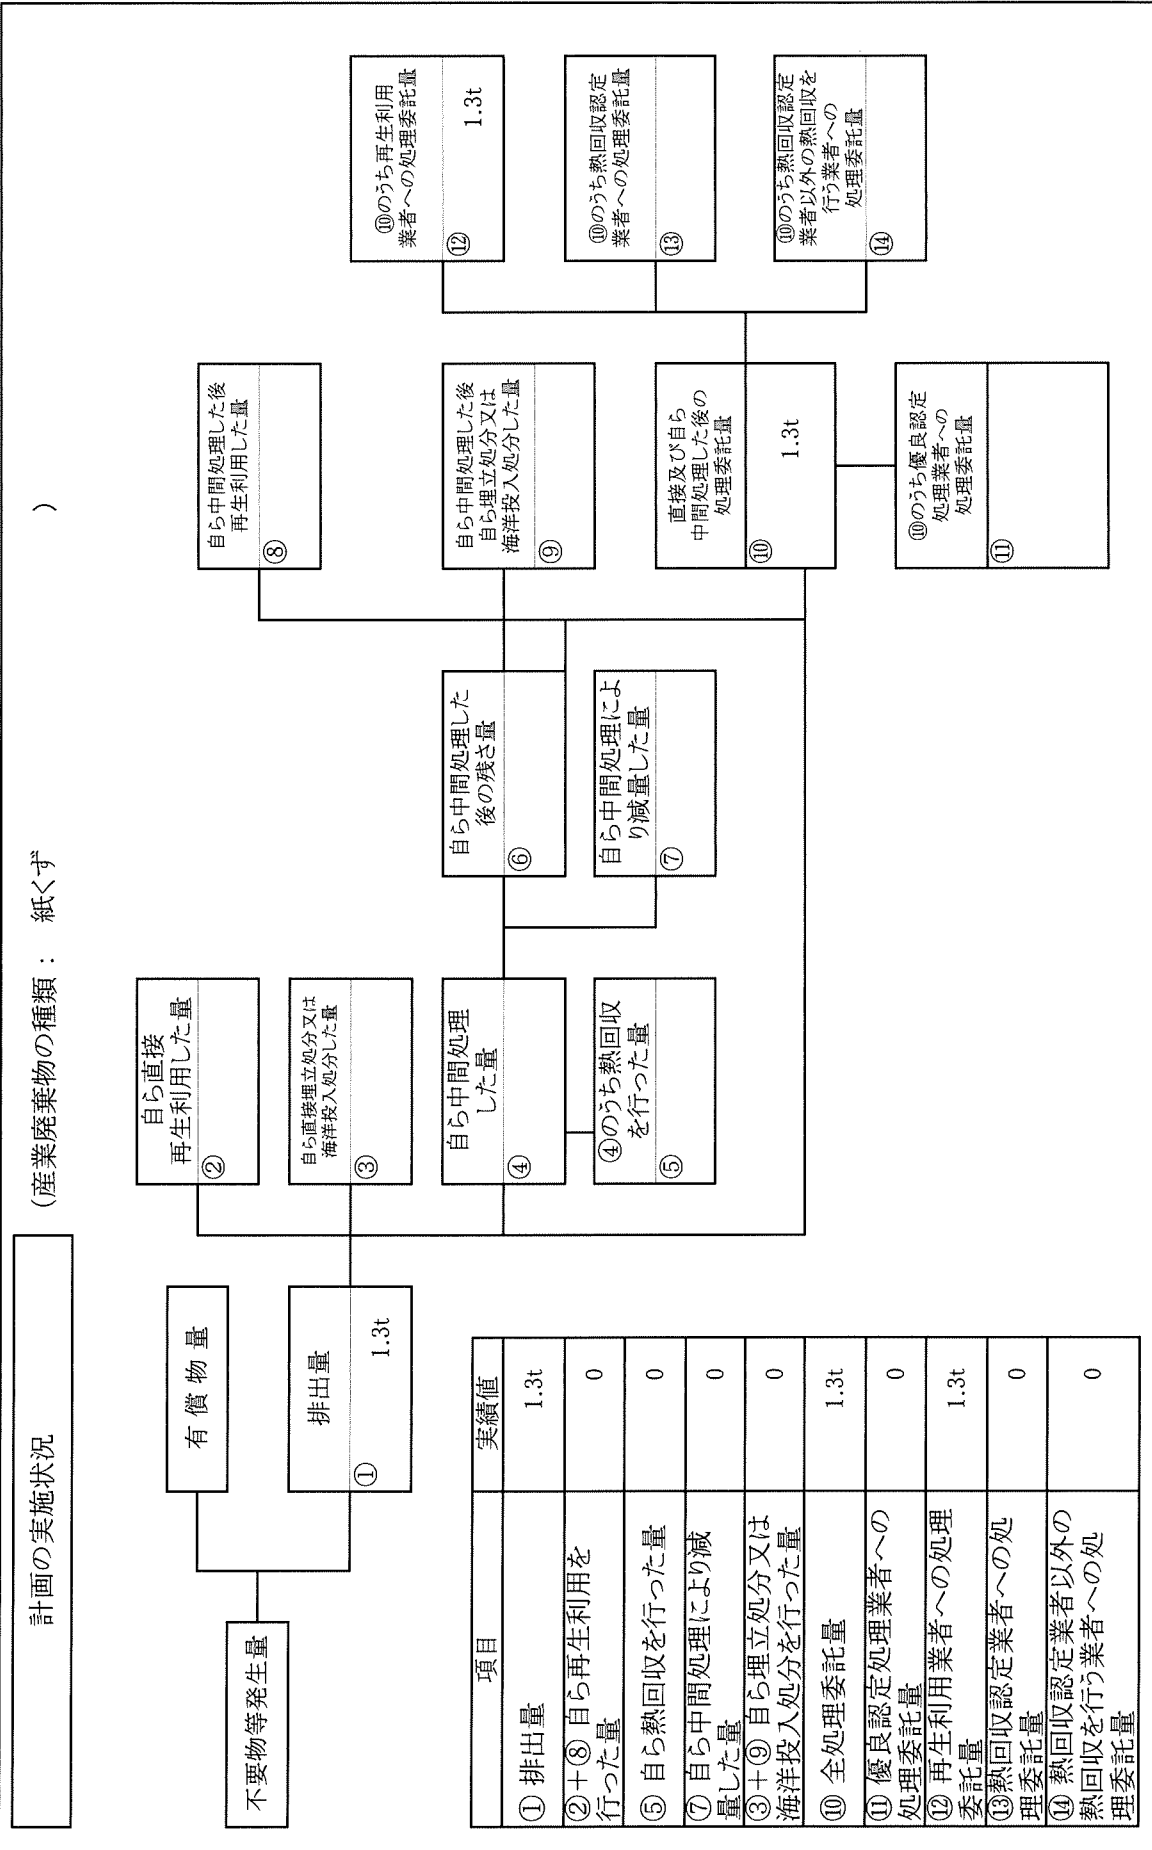 計画の実施状況
(産業廃棄物の種類： 紙くず )
不要物等発生量
有償物量
排出量
① 1.3t
自ら直接
再生利用した量
②
自ら直接埋立処分又は
海洋投入処分した量
③
自ら中間処理
した量
④
④のうち熱回収
を行った量
⑤
自ら中間処理した
後の残さ量
⑥
自ら中間処理によ
り減量した量
⑦
自ら中間処理した後
再生利用した量
⑧
自ら中間処理した後
自ら埋立処分又は
海洋投入処分した量
⑨
直接及び自ら
中間処理した後の
処理委託量
⑩ 1.3t
⑩のうち優良認定
処理業者への
処理委託量
⑪
⑩のうち再生利用
業者への処理委託量
⑫ 1.3t
⑩のうち熱回収認定
業者への処理委託量
⑬
⑩のうち熱回収認定
業者以外の熱回収を
行う業者への
処理委託量
⑭
項目 実績値
① 排出量 1.3t
②+⑧ 自ら再生利用を
行った量 0
⑤ 自ら熱回収を行った量 0
⑦ 自ら中間処理により減
量した量 0
③+⑨ 自ら埋立処分又は
海洋投入処分を行った量 0
⑩ 全処理委託量 1.3t
⑪ 優良認定処理業者への
処理委託量 0
⑫ 再生利用業者への処理
委託量 1.3t
⑬熱回収認定業者への処
理委託量 0
⑭ 熱回収認定業者以外の
熱回収を行う業者への処
理委託量 0